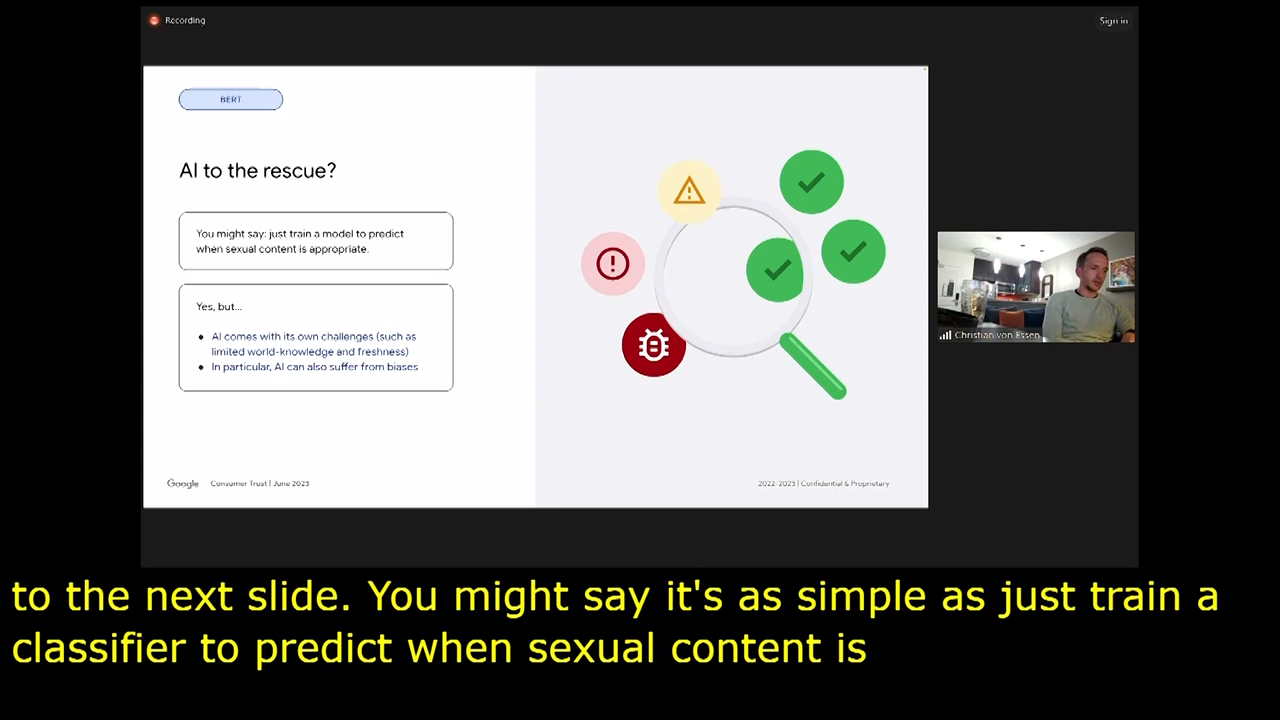 Recording
Sign in
BERT
AI to the rescue?
You might say: just train a model to predict
when sexual content is appropriate.
Yes, but...
● AI comes with its own challenges (such as
limited world-knowledge and freshness)
● In particular, AI can also suffer from biases
Google Consumer Trust | June 2023
2022-2023 | Confidential & Proprietary
Christian von Essen
to the next slide. You might say it's as simple as just train a
classifier to predict when sexual content is